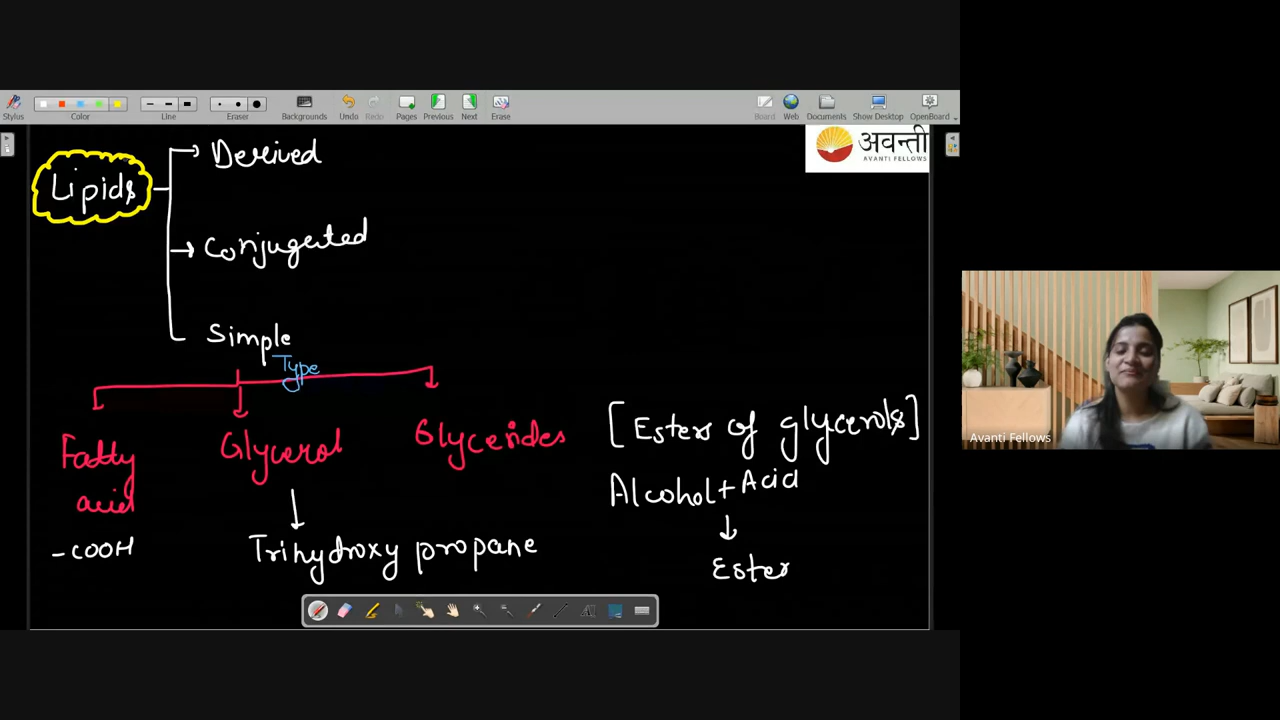 Stylus
Color
Line
Eraser
Backgrounds
Undo
Redo
Pages
Previous
Next
Erase
Board
Web
Documents
Show Desktop
OpenBoard
अवन्ती
AVANTI FELLOWS
Lipids
Derived
Conjugated
Simple
Type
Fatty
acid
-COOH
Glycerol
Trihydroxy propane
Glycerides
[Esters of glycerols]
Alcohol+Acid
Ester
Avanti Fellows